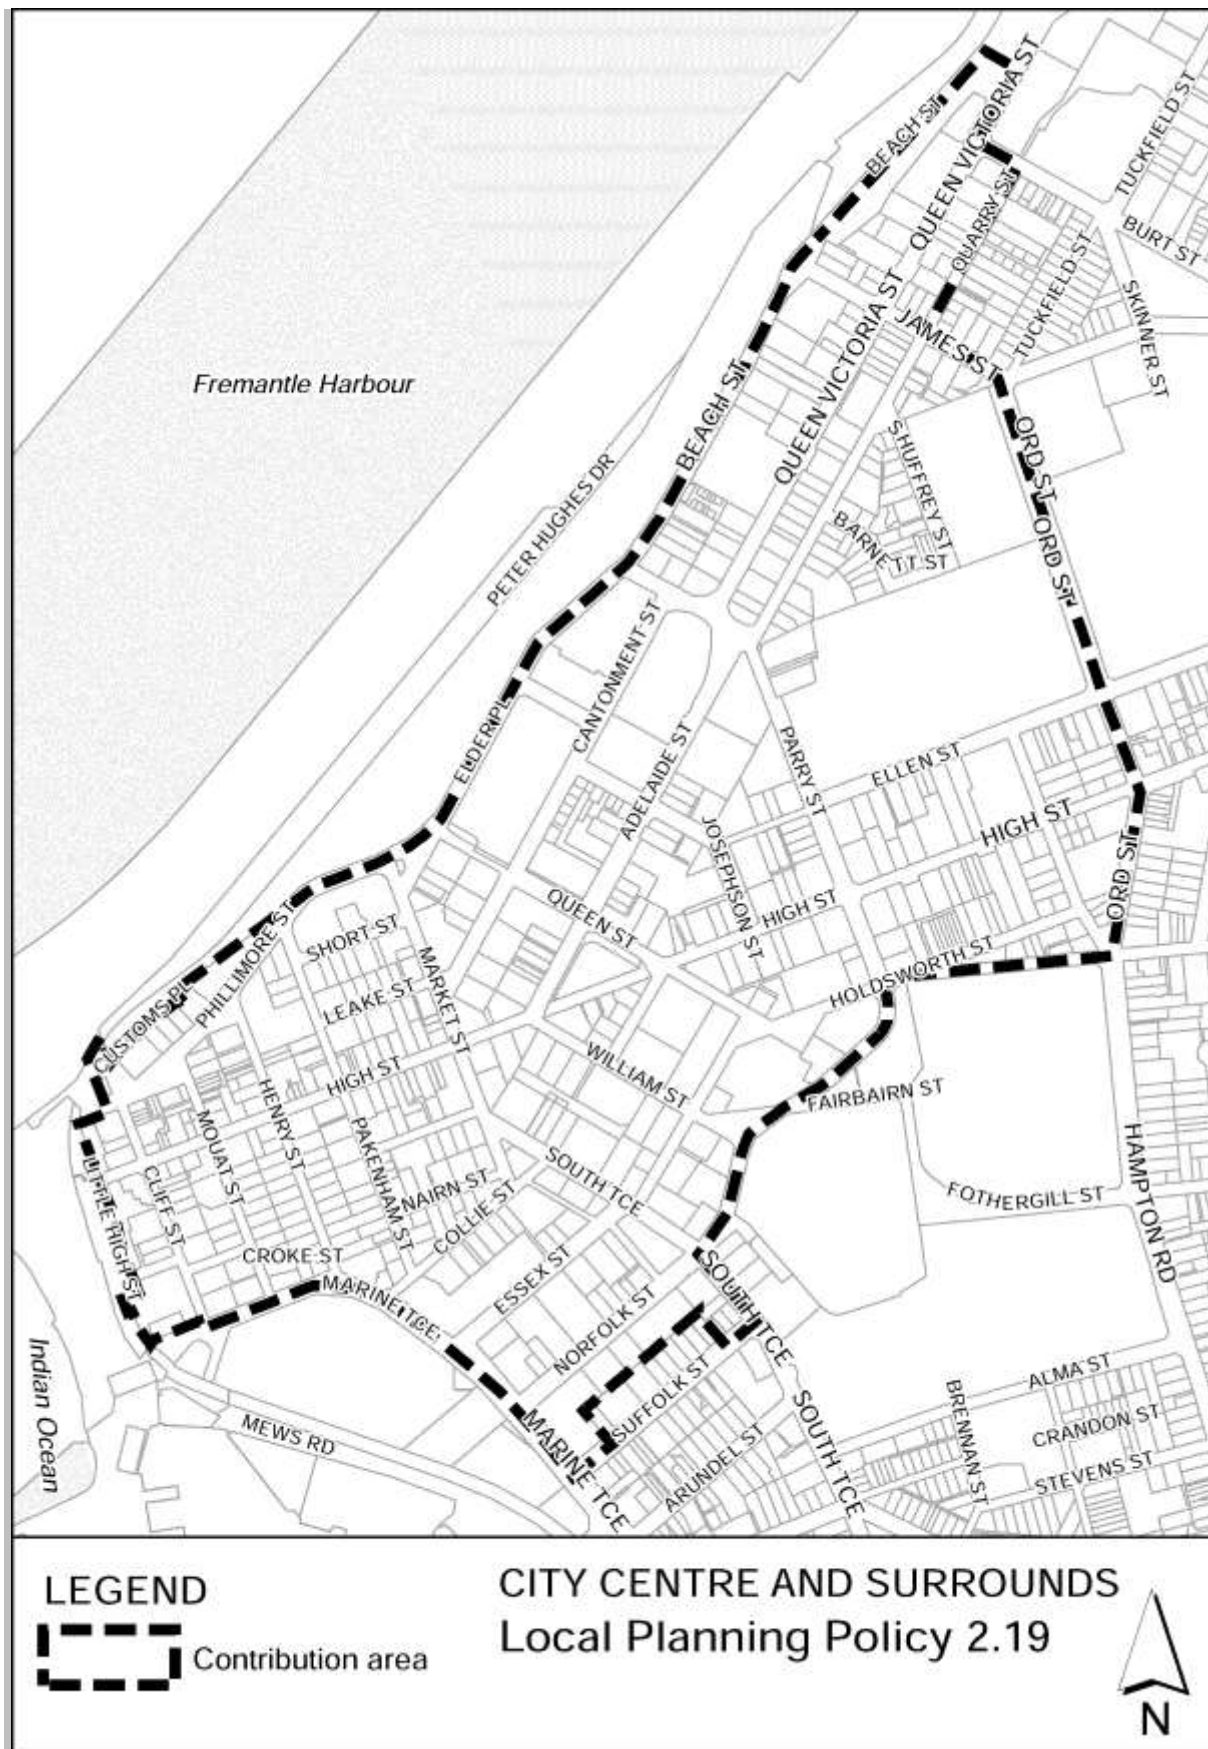 QUEEN VICTORIA ST
BEACH ST
TUCKFIELD ST
QUEEN VICTORIA ST
QUARRY ST
BURT ST
TUCKFIELD ST
SKINNER ST
JAMES ST
QUEEN VICTORIA ST
Fremantle Harbour
BEACH ST
ORD ST
SHUFFREY ST
PETER HUGHES DR
BARNETT ST
ORD ST
CANTONMENT ST
ELDER PL
ADELAIDE ST
PARRY ST
ELLEN ST
HIGH ST
JOSEPHSON ST
ORD ST
QUEEN ST
HIGH ST
PHILLIMORE ST
SHORT ST
MARKET ST
HOLDSWORTH ST
LEAKE ST
CUSTOMS PL
HIGH ST
WILLIAM ST
FAIRBAIRN ST
HENRY ST
MOUAT ST
PAKENHAM ST
HAMPTON RD
LITTLE HIGH ST
CLIFF ST
NAIRN ST
COLLIE ST
SOUTH TCE
FOTHERGILL ST
CROKE ST
MARINE TCE
ESSEX ST
SOUTH TCE
NORFOLK ST
Indian Ocean
SUFFOLK ST
ALMA ST
BRENNAN ST
CRANDON ST
MEWS RD
MARINE TCE
ARUNDEL ST
SOUTH TCE
STEVENS ST
LEGEND
Contribution area
CITY CENTRE AND SURROUNDS
Local Planning Policy 2.19
N